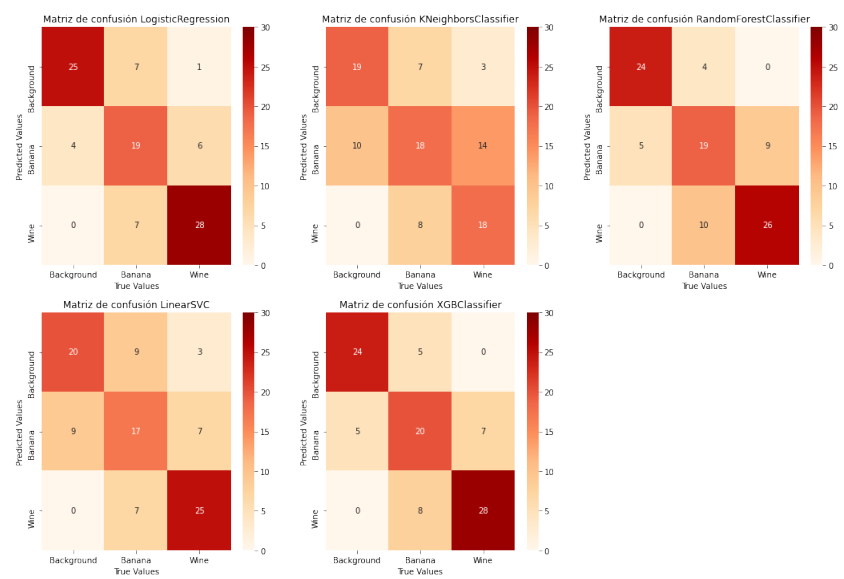 Matriz de confusión LogisticRegression
Predicted Values
Background
Banana
Wine
25 7 1
4 19 6
0 7 28
Background Banana Wine
True Values
30
25
20
15
10
5
0
Matriz de confusión KNeighborsClassifier
Predicted Values
Background
Banana
Wine
19 7 3
10 18 14
0 8 18
Background Banana Wine
True Values
30
25
20
15
10
5
0
Matriz de confusión RandomForestClassifier
Predicted Values
Background
Banana
Wine
24 4 0
5 19 9
0 10 26
Background Banana Wine
True Values
30
25
20
15
10
5
0
Matriz de confusión LinearSVC
Predicted Values
Background
Banana
Wine
20 9 3
9 17 7
0 7 25
Background Banana Wine
True Values
30
25
20
15
10
5
0
Matriz de confusión XGBClassifier
Predicted Values
Background
Banana
Wine
24 5 0
5 20 7
0 8 28
Background Banana Wine
True Values
30
25
20
15
10
5
0